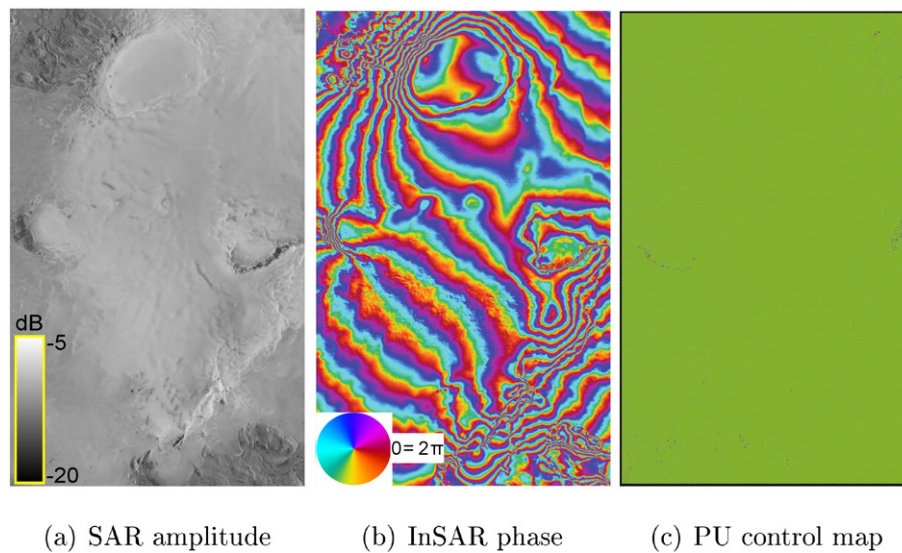 dB
-5
-20
0=2π
(a) SAR amplitude
(b) InSAR phase
(c) PU control map